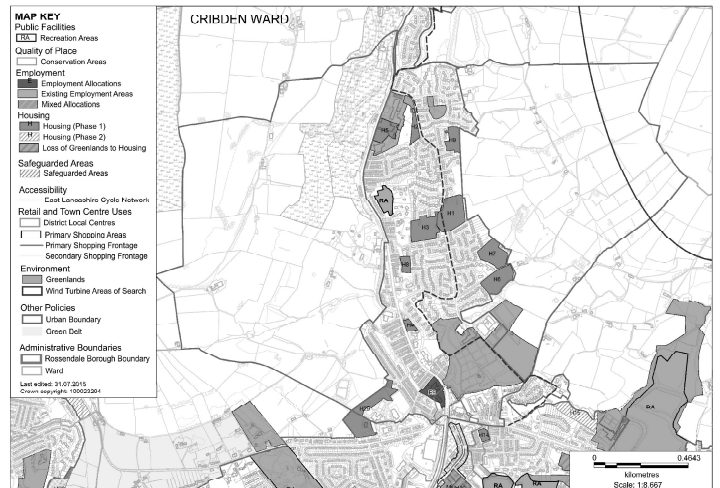 CRIBDEN WARD
MAP KEY
Public Facilities
RA Recreation Areas
Quality of Place
Conservation Areas
Employment
E Employment Allocations
Existing Employment Areas
Mixed Allocations
Housing
H Housing (Phase 1)
H Housing (Phase 2)
Loss of Greenlands to Housing
Safeguarded Areas
Safeguarded Areas
Accessibility
East Lancashire Cycle Network
Retail and Town Centre Uses
District Local Centres
Primary Shopping Areas
Primary Shopping Frontage
Secondary Shopping Frontage
Environment
Greenlands
Wind Turbine Areas of Search
Other Policies
Urban Boundary
Green Belt
Administrative Boundaries
Rossendale Borough Boundary
Ward
Last edited: 31.07.2015
Crown copyright: 100023294
H2
H9
RA
H1
H3
H7
H6
RA
RA
RA
0 0.4643
kilometres
Scale: 1:8,667